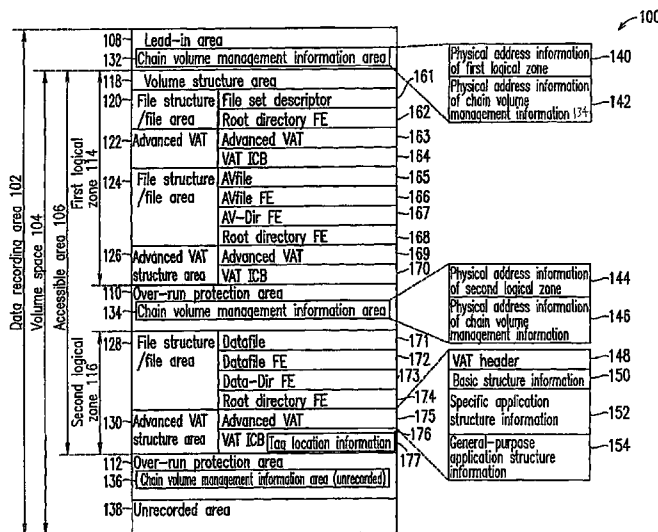 100
108 Lead-in area
132 Chain volume management information area
Physical address information of first logical zone 140
Physical address information of chain volume management information 134 142
118 Volume structure area 161
120 File structure /file area File set descriptor
Root directory FE 162
122 Advanced VAT Advanced VAT 163
VAT ICB 164
124 File structure /file area AVfile 165
AVfile FE 166
AV-Dir FE 167
Root directory FE 168
126 Advanced VAT structure area Advanced VAT 169
VAT ICB 170
110 Over-run protection area
134 Chain volume management information area
Physical address information of second logical zone 144
Physical address information of chain volume management information 146
128 File structure /file area Datafile 171
Datafile FE 172
Data-Dir FE 173
Root directory FE 174
130 Advanced VAT structure area Advanced VAT 175
VAT ICB Tag location information 176
177
VAT header 148
Basic structure information 150
Specific application structure information 152
General-purpose application structure information 154
112 Over-run protection area
136 Chain volume management information area (unrecorded)
138 Unrecorded area
Data recording area 102
Volume space 104
Accessible area 106
First logical zone 114
Second logical zone 116